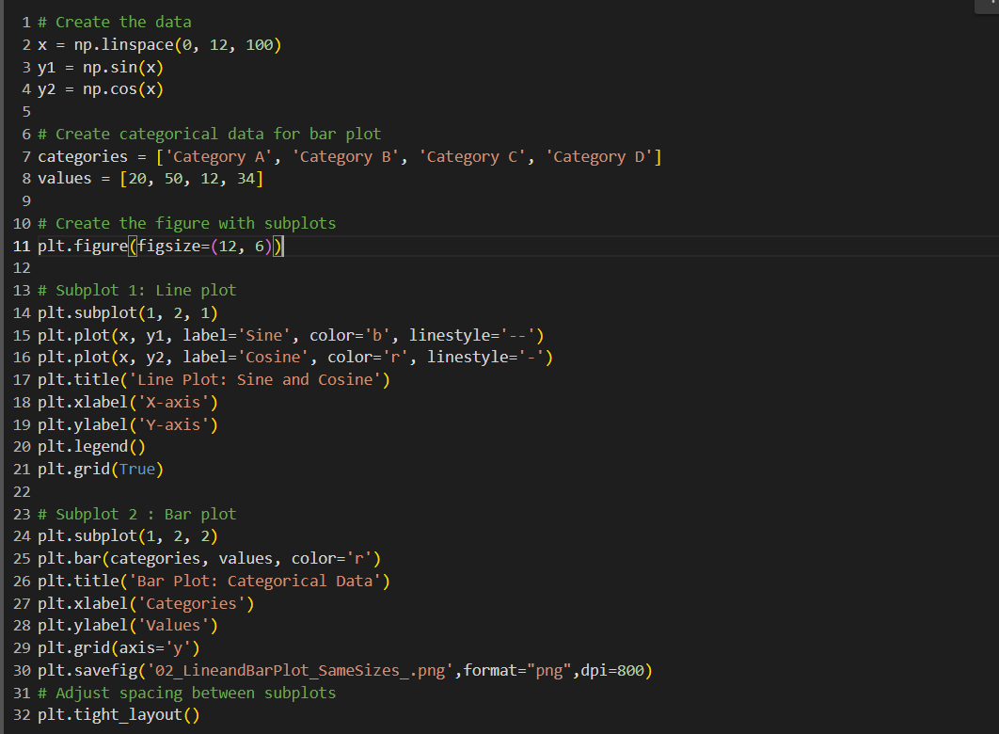 1 # Create the data
2 x = np.linspace(0, 12, 100)
3 y1 = np.sin(x)
4 y2 = np.cos(x)
5
6 # Create categorical data for bar plot
7 categories = ['Category A', 'Category B', 'Category C', 'Category D']
8 values = [20, 50, 12, 34]
9
10 # Create the figure with subplots
11 plt.figure(figsize=(12, 6))
12
13 # Subplot 1: Line plot
14 plt.subplot(1, 2, 1)
15 plt.plot(x, y1, label='Sine', color='b', linestyle='--')
16 plt.plot(x, y2, label='Cosine', color='r', linestyle='-')
17 plt.title('Line Plot: Sine and Cosine')
18 plt.xlabel('X-axis')
19 plt.ylabel('Y-axis')
20 plt.legend()
21 plt.grid(True)
22
23 # Subplot 2 : Bar plot
24 plt.subplot(1, 2, 2)
25 plt.bar(categories, values, color='r')
26 plt.title('Bar Plot: Categorical Data')
27 plt.xlabel('Categories')
28 plt.ylabel('Values')
29 plt.grid(axis='y')
30 plt.savefig('02_LineandBarPlot_SameSizes_.png',format="png",dpi=800)
31 # Adjust spacing between subplots
32 plt.tight_layout()